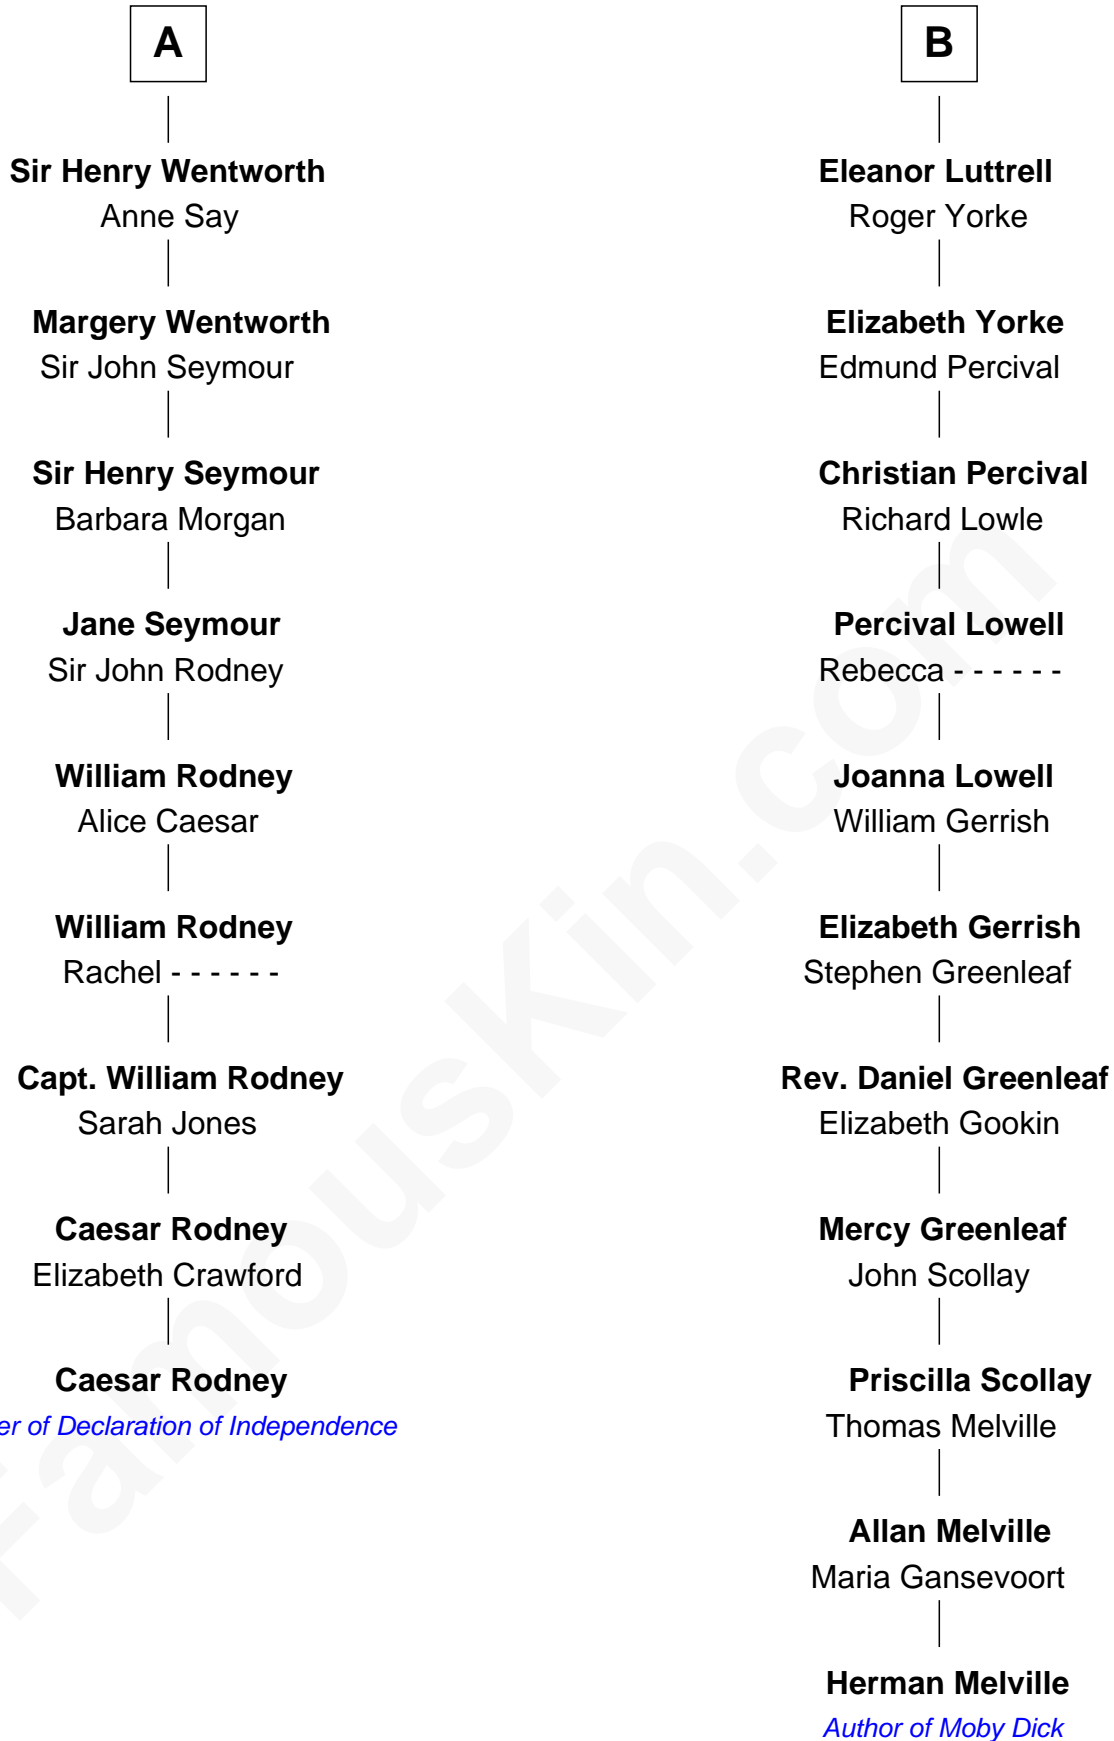 A
Sir Henry Wentworth
Anne Say
Margery Wentworth
Sir John Seymour
Sir Henry Seymour
Barbara Morgan
Jane Seymour
Sir John Rodney
William Rodney
Alice Caesar
William Rodney
Rachel - - - - - -
Capt. William Rodney
Sarah Jones
Caesar Rodney
Elizabeth Crawford
Caesar Rodney
er of Declaration of Independence
B
Eleanor Luttrell
Roger Yorke
Elizabeth Yorke
Edmund Percival
Christian Percival
Richard Lowle
Percival Lowell
Rebecca - - - - - -
Joanna Lowell
William Gerrish
Elizabeth Gerrish
Stephen Greenleaf
Rev. Daniel Greenleaf
Elizabeth Gookin
Mercy Greenleaf
John Scollay
Priscilla Scollay
Thomas Melville
Allan Melville
Maria Gansevoort
Herman Melville
Author of Moby Dick
FamousKin.com